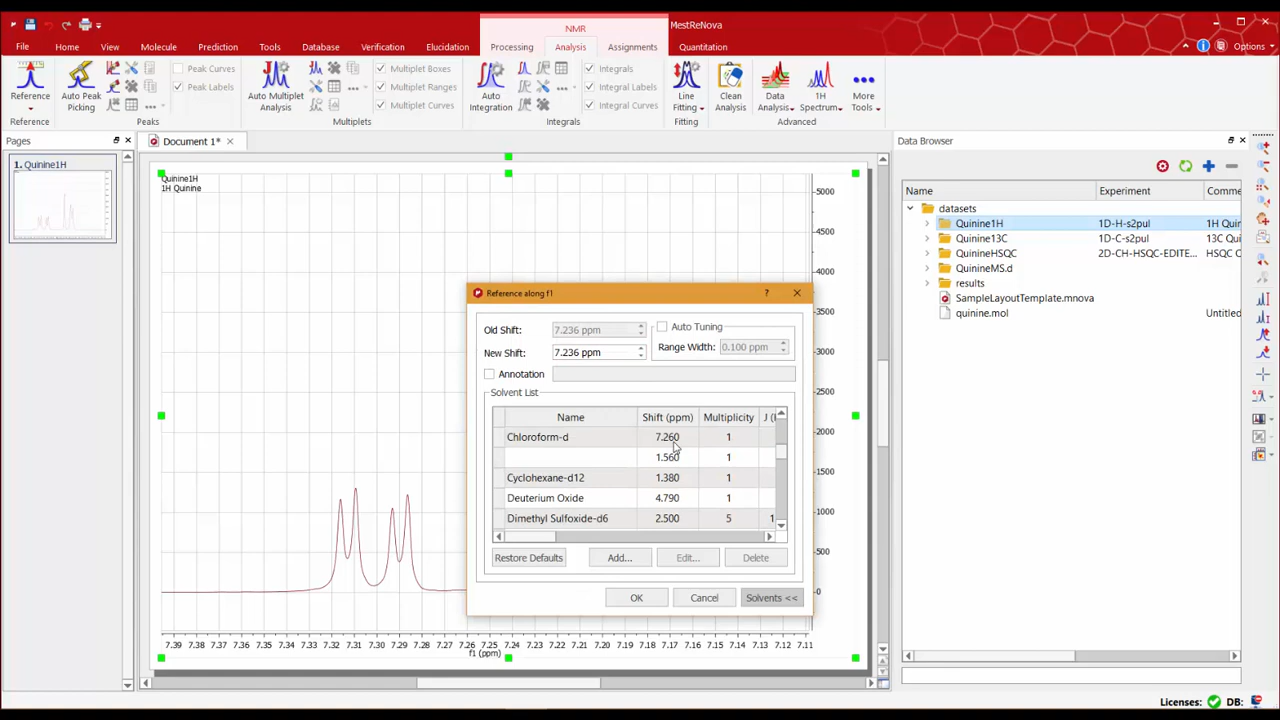 NMR
MestReNova
File Home View Molecule Prediction Tools Database Verification Elucidation Processing Analysis Assignments Quantitation Options
Reference
Reference
Auto Peak Picking
Peak Curves
Peak Labels
Peaks
Auto Multiplet Analysis
Multiplet Boxes
Multiplet Ranges
Multiplet Curves
Multiplets
Auto Integration
Integrals
Integral Labels
Integral Curves
Integrals
Line Fitting
Fitting
Clean Analysis
Data Analysis
1H Spectrum
More Tools
Advanced
Pages
1. Quinine1H
Document 1*
Quinine1H
1H Quinine
5000
4500
4000
3500
3000
2500
2000
1500
1000
500
0
7.39 7.38 7.37 7.36 7.35 7.34 7.33 7.32 7.31 7.30 7.29 7.28 7.27 7.26 7.25 7.24 7.23 7.22 7.21 7.20 7.19 7.18 7.17 7.16 7.15 7.14 7.13 7.12 7.11
f1 (ppm)
Reference along f1 ?
Old Shift: 7.236 ppm
New Shift: 7.236 ppm
Auto Tuning
Range Width: 0.100 ppm
Annotation
Solvent List
Name Shift (ppm) Multiplicity
Chloroform-d 7.260 1
1.560 1
Cyclohexane-d12 1.380 1
Deuterium Oxide 4.790 1
Dimethyl Sulfoxide-d6 2.500 5
Restore Defaults Add... Edit... Delete
OK Cancel Solvents <<
Data Browser
Name Experiment Comme
datasets
Quinine1H 1D-H-s2pul 1H Quini
Quinine13C 1D-C-s2pul 13C Qui
QuinineHSQC 2D-CH-HSQC-EDITE... HSQC C
QuinineMS.d
results
SampleLayoutTemplate.mnova
quinine.mol Untitled
Licenses: DB: